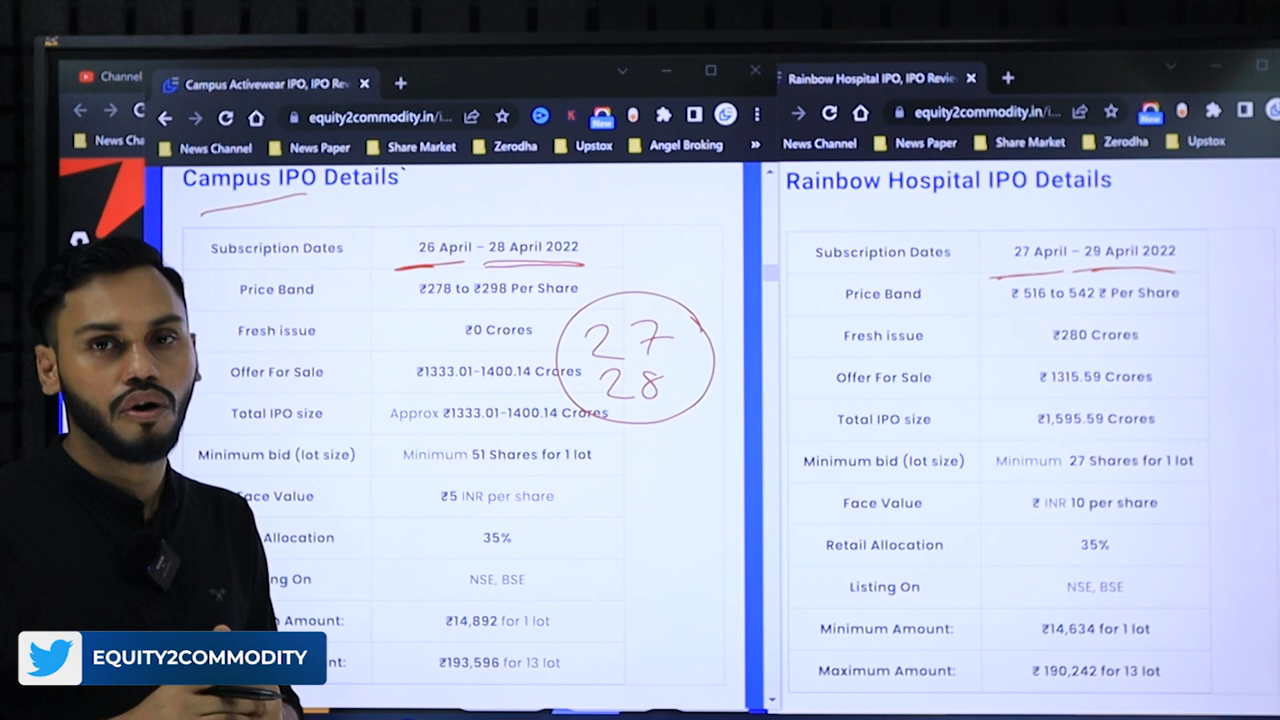 Channel
Campus Activewear IPO, IPO Rev
Rainbow Hospital IPO, IPO Revie
equity2commodity.in/i...
New
equity2commodity.in/i...
New
News Cha
News Channel
News Paper
Share Market
Zerodha
Upstox
Angel Broking
»
News Channel
News Paper
Share Market
Zerodha
Upstox
Campus IPO Details`
Subscription Dates 26 April – 28 April 2022
Price Band ₹278 to ₹298 Per Share
Fresh issue ₹0 Crores
Offer For Sale ₹1333.01-1400.14 Crores
Total IPO size Approx ₹1333.01-1400.14 Crores
Minimum bid (lot size) Minimum 51 Shares for 1 lot
ace Value ₹5 INR per share
Allocation 35%
ng On NSE, BSE
Amount: ₹14,892 for 1 lot
nt: ₹193,596 for 13 lot
27
28
Rainbow Hospital IPO Details
Subscription Dates 27 April – 29 April 2022
Price Band ₹ 516 to 542 ₹ Per Share
Fresh issue ₹280 Crores
Offer For Sale ₹ 1315.59 Crores
Total IPO size ₹1,595.59 Crores
Minimum bid (lot size) Minimum 27 Shares for 1 lot
Face Value ₹ INR 10 per share
Retail Allocation 35%
Listing On NSE, BSE
Minimum Amount: ₹14,634 for 1 lot
Maximum Amount: ₹ 190,242 for 13 lot
EQUITY2COMMODITY